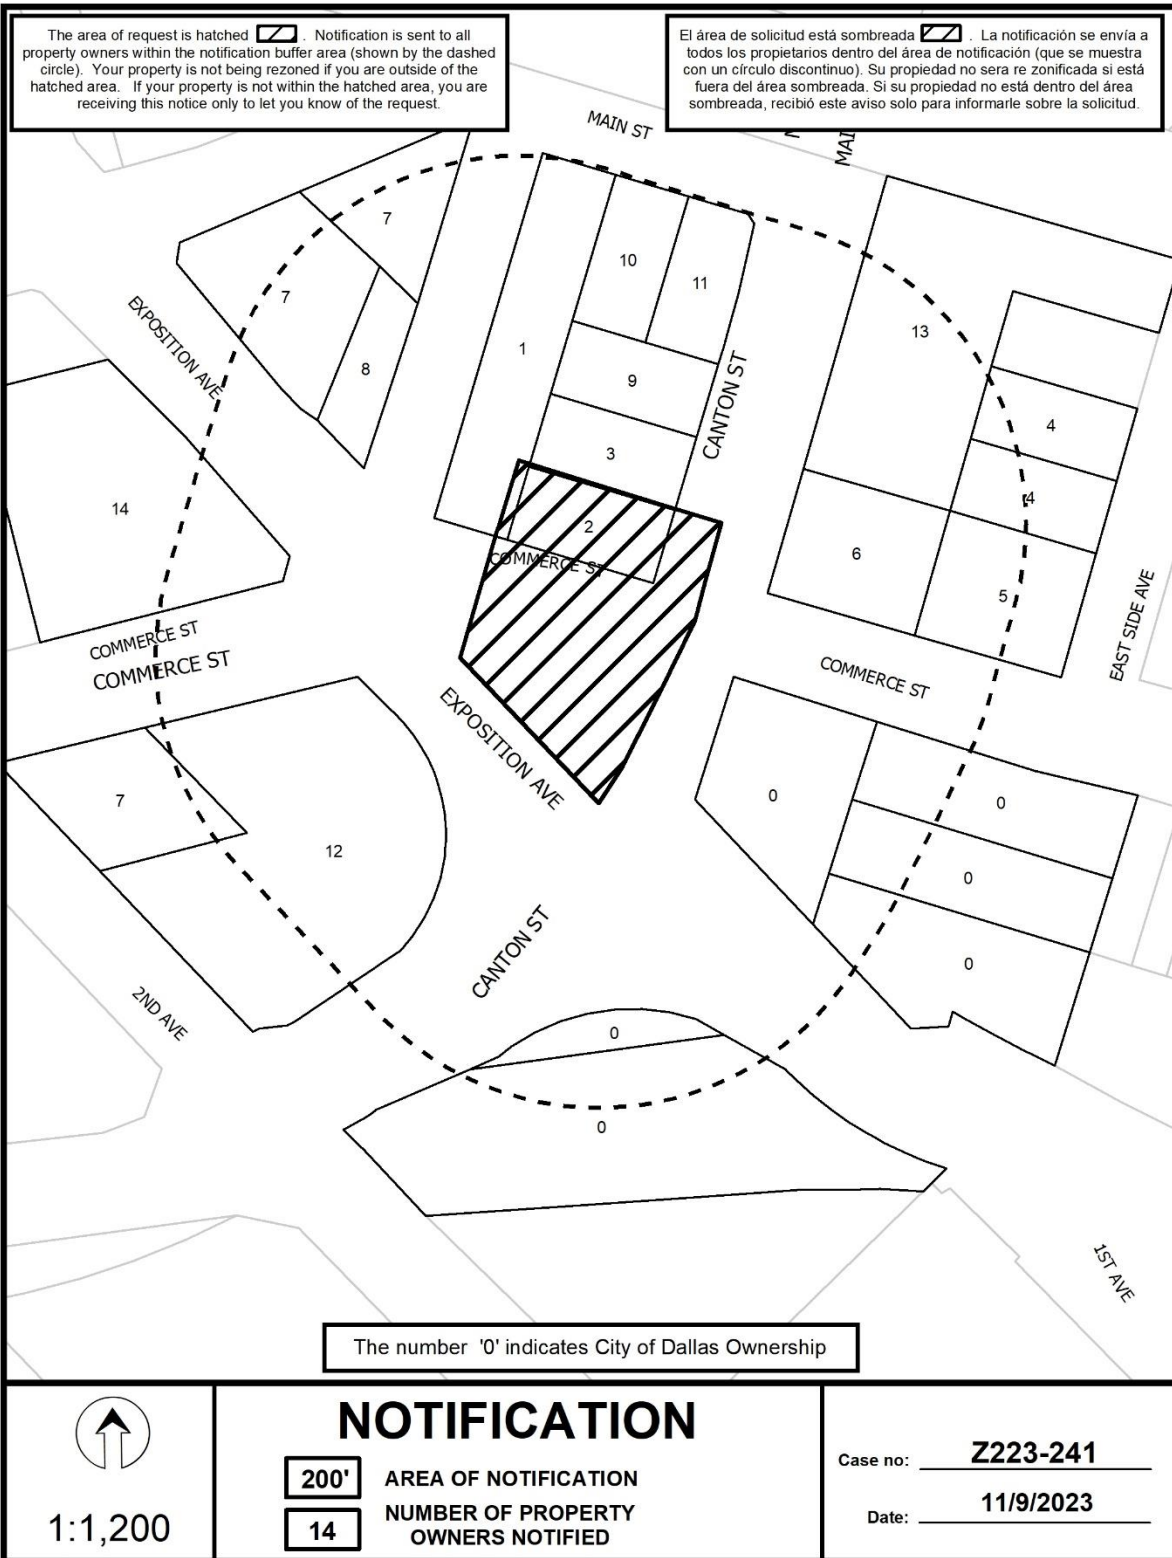 The area of request is hatched . Notification is sent to all
property owners within the notification buffer area (shown by the dashed
circle). Your property is not being rezoned if you are outside of the
hatched area. If your property is not within the hatched area, you are
receiving this notice only to let you know of the request.
El área de solicitud está sombreada . La notificación se envía a
todos los propietarios dentro del área de notificación (que se muestra
con un círculo discontinuo). Su propiedad no sera re zonificada si está
fuera del área sombreada. Si su propiedad no está dentro del área
sombreada, recibió este aviso solo para informarle sobre la solicitud.
MAIN ST
MAI
7
10
11
7
EXPOSITION AVE
13
1
8
9
CANTON ST
4
3
14
4
2
COMMERCE ST
6
5
EAST SIDE AVE
COMMERCE ST
COMMERCE ST
COMMERCE ST
EXPOSITION AVE
7
0
0
12
0
CANTON ST
0
2ND AVE
0
0
1ST AVE
The number '0' indicates City of Dallas Ownership
1:1,200
NOTIFICATION
200' AREA OF NOTIFICATION
14 NUMBER OF PROPERTY
OWNERS NOTIFIED
Case no: Z223-241
Date: 11/9/2023